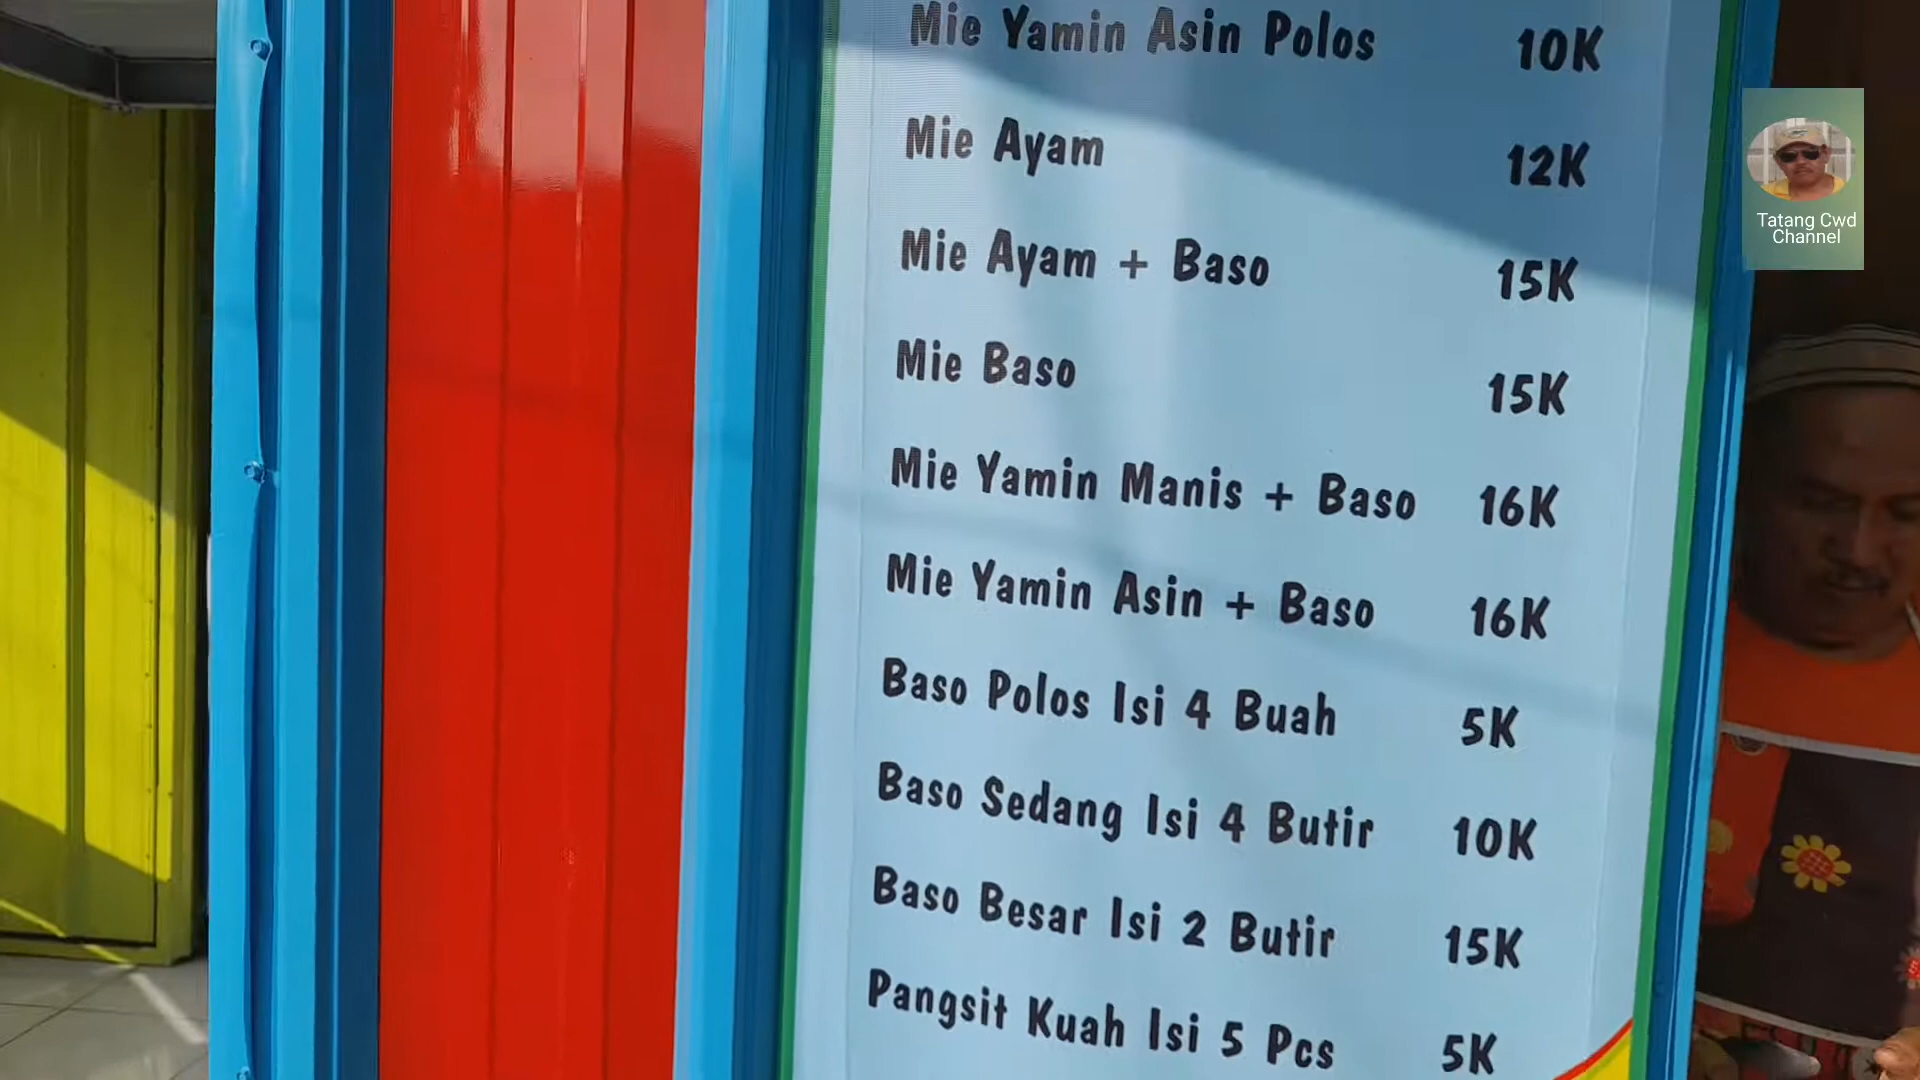 Mie Yamin Asin Polos 10K
Mie Ayam 12K
Mie Ayam + Baso 15K
Mie Baso 15K
Mie Yamin Manis + Baso 16K
Mie Yamin Asin + Baso 16K
Baso Polos Isi 4 Buah 5K
Baso Sedang Isi 4 Butir 10K
Baso Besar Isi 2 Butir 15K
Pangsit Kuah Isi 5 Pcs 5K
Tatang Cwd
Channel